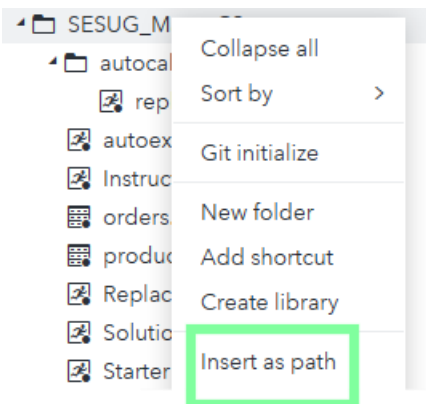 SESUG_M
Collapse all
autocal
Sort by
rep
autoex
Git initialize
Instruc
New folder
orders.
produc
Add shortcut
Replac
Create library
Solutio
Insert as path
Starter